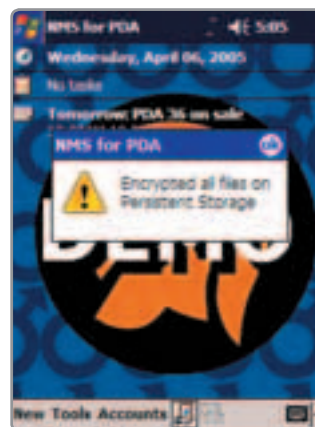 NMS for PDA 5:05
Wednesday, April 06, 2005
No tasks
Tomorrow: PDA 36 on sale
NMS for PDA ok
Encrypted all files on
Persistent Storage
DEMO
New Tools Accounts